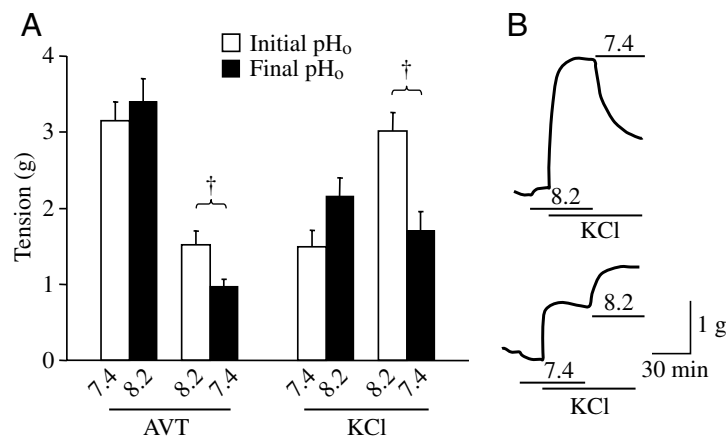 A
Initial pHo
Final pHo
Tension (g)
4
3
2
1
0
†
†
7.4 8.2 8.2 7.4 7.4 8.2 8.2 7.4
AVT KCl
B
7.4
8.2
KCl
8.2
1 g
7.4
30 min
KCl